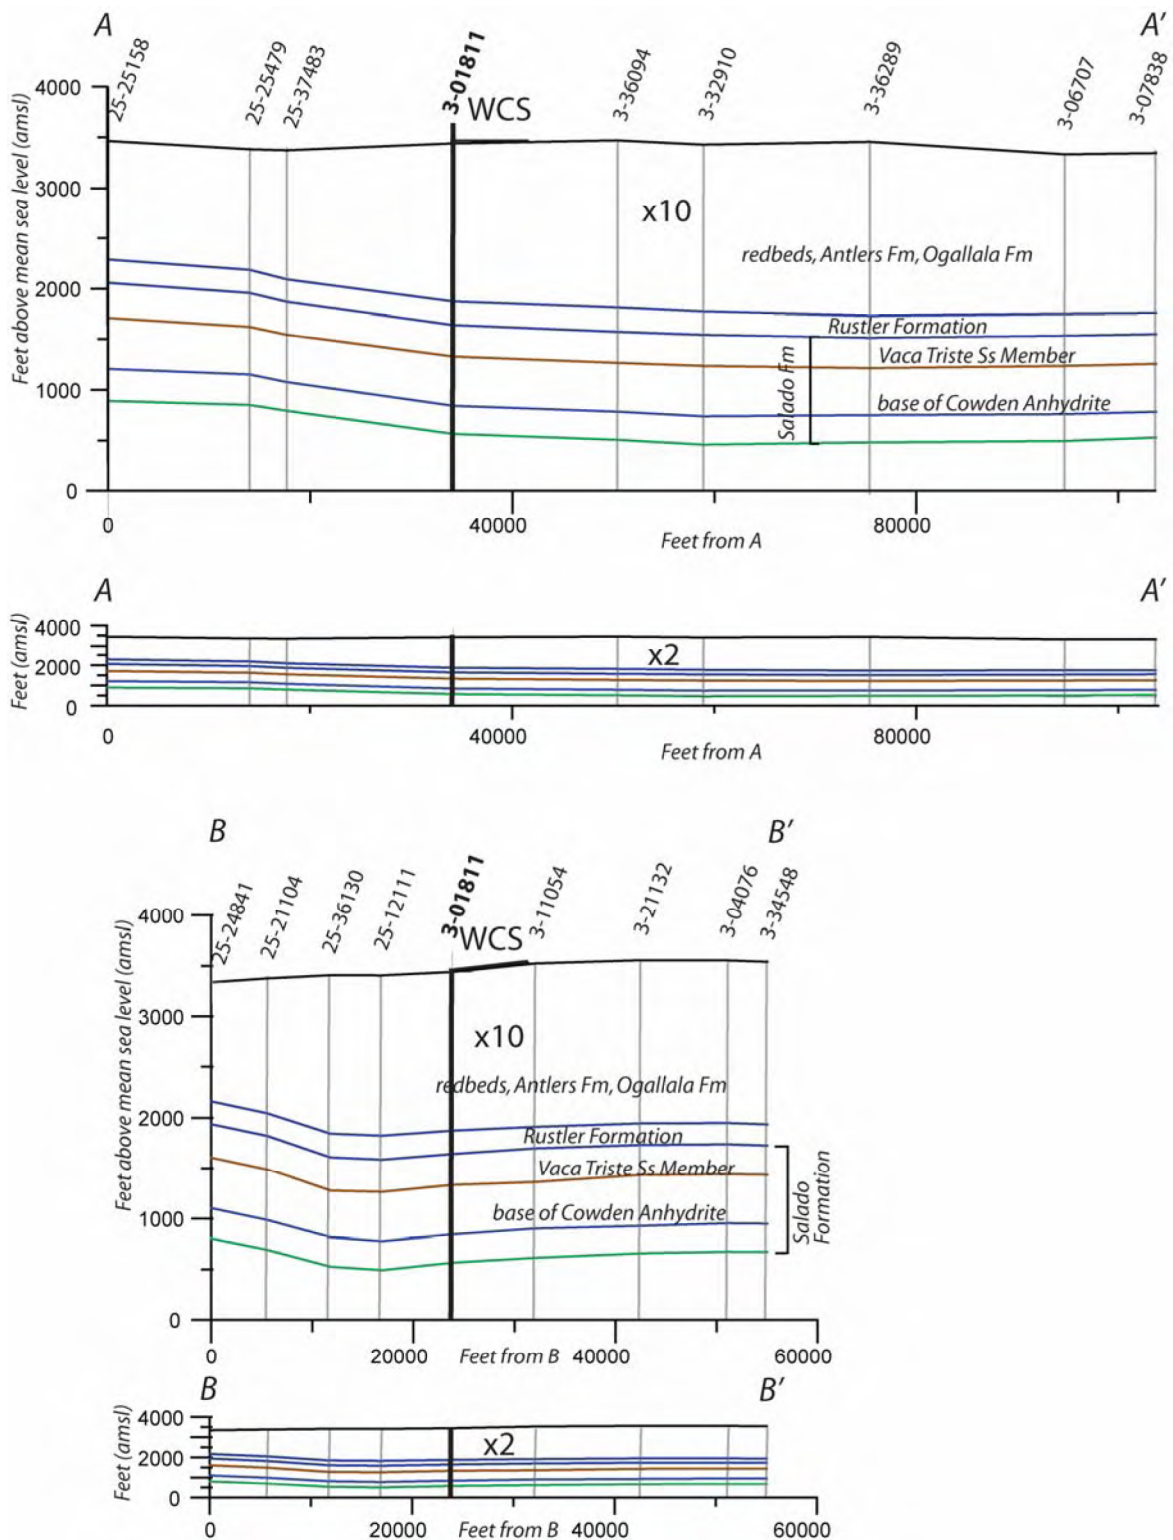 A
A'
25-25158
25-25479
25-37483
3-01811
WCS
3-36094
3-32910
3-36289
3-06707
3-07838
Feet above mean sea level (amsl)
4000
3000
2000
1000
0
x10
redbeds, Antlers Fm, Ogallala Fm
Rustler Formation
Vaca Triste Ss Member
base of Cowden Anhydrite
Salado Fm
0
40000
80000
Feet from A
A
A'
Feet (amsl)
4000
2000
0
x2
0
40000
80000
Feet from A
B
B'
25-24841
25-21104
25-36130
25-12111
3-01811
WCS
3-11054
3-21132
3-04076
3-34548
Feet above mean sea level (amsl)
4000
3000
2000
1000
0
x10
redbeds, Antlers Fm, Ogallala Fm
Rustler Formation
Vaca Triste Ss Member
base of Cowden Anhydrite
Salado
Formation
0
20000
Feet from B
40000
60000
B
B'
Feet (amsl)
4000
2000
0
x2
0
20000
Feet from B
40000
60000